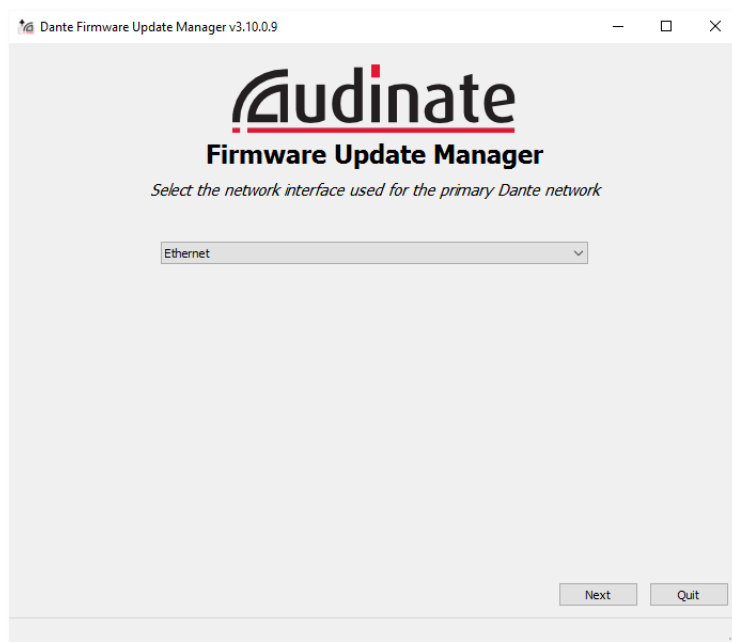 Dante Firmware Update Manager v3.10.0.9
Audinate
Firmware Update Manager
Select the network interface used for the primary Dante network
Ethernet
Next Quit